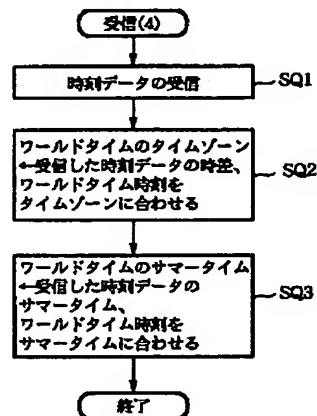 受信(4)
時刻データの受信
SQ1
ワールドタイムのタイムゾーン
←受信した時刻データの時差、
ワールドタイム時刻を
タイムゾーンに合わせる
SQ2
ワールドタイムのサマータイム
←受信した時刻データの
サマータイム、
ワールドタイム時刻を
サマータイムに合わせる
SQ3
終了